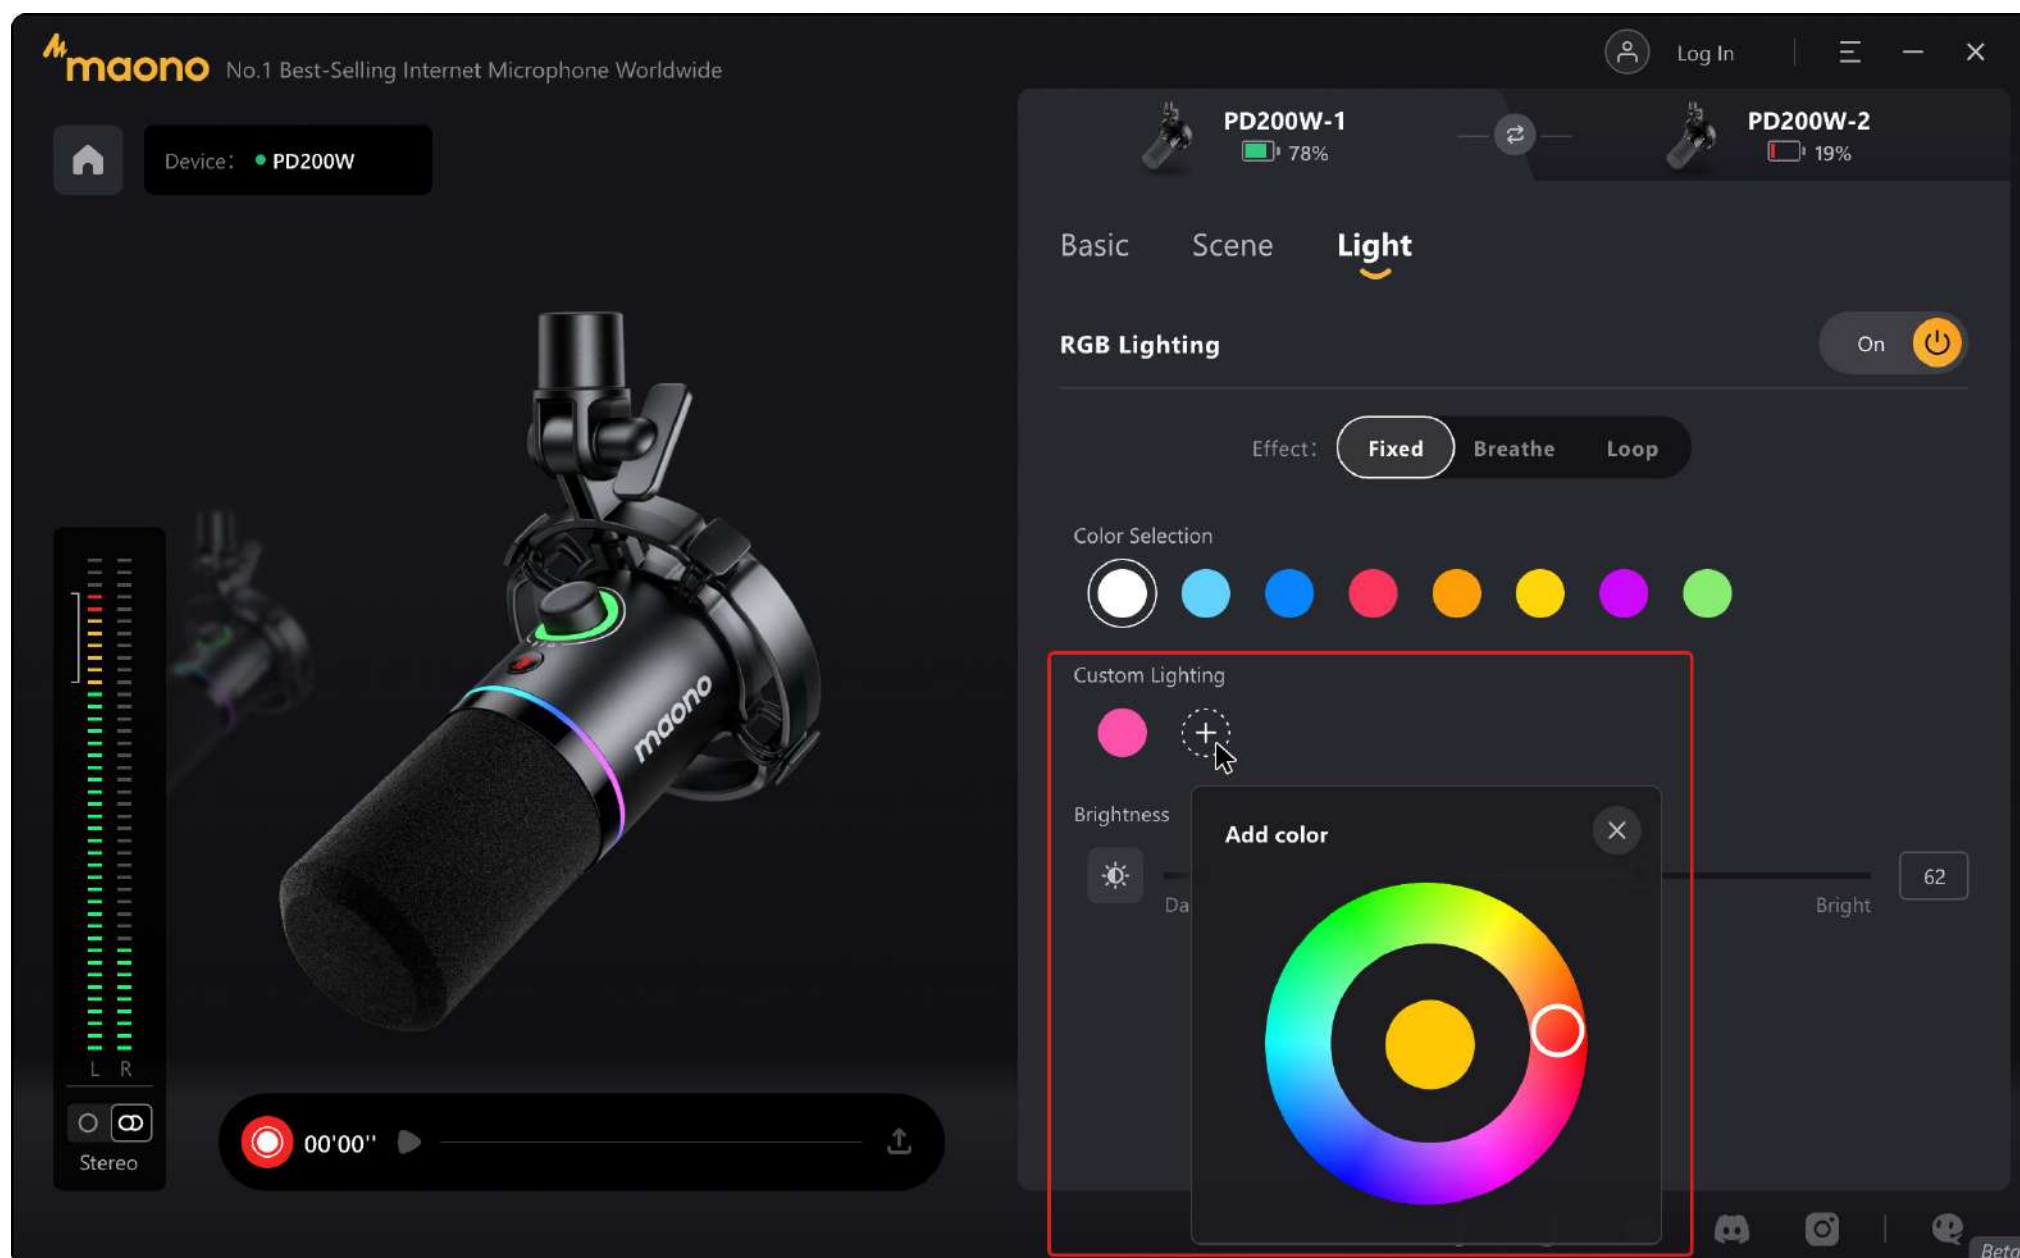 maono No.1 Best-Selling Internet Microphone Worldwide
Log In
Device: PD200W
PD200W-1
78%
PD200W-2
19%
Basic Scene Light
RGB Lighting On
Effect: Fixed Breathe Loop
Color Selection
maono
Custom Lighting
Brightness
Add color
62
Da
Bright
L R
Stereo
00'00''
Beta